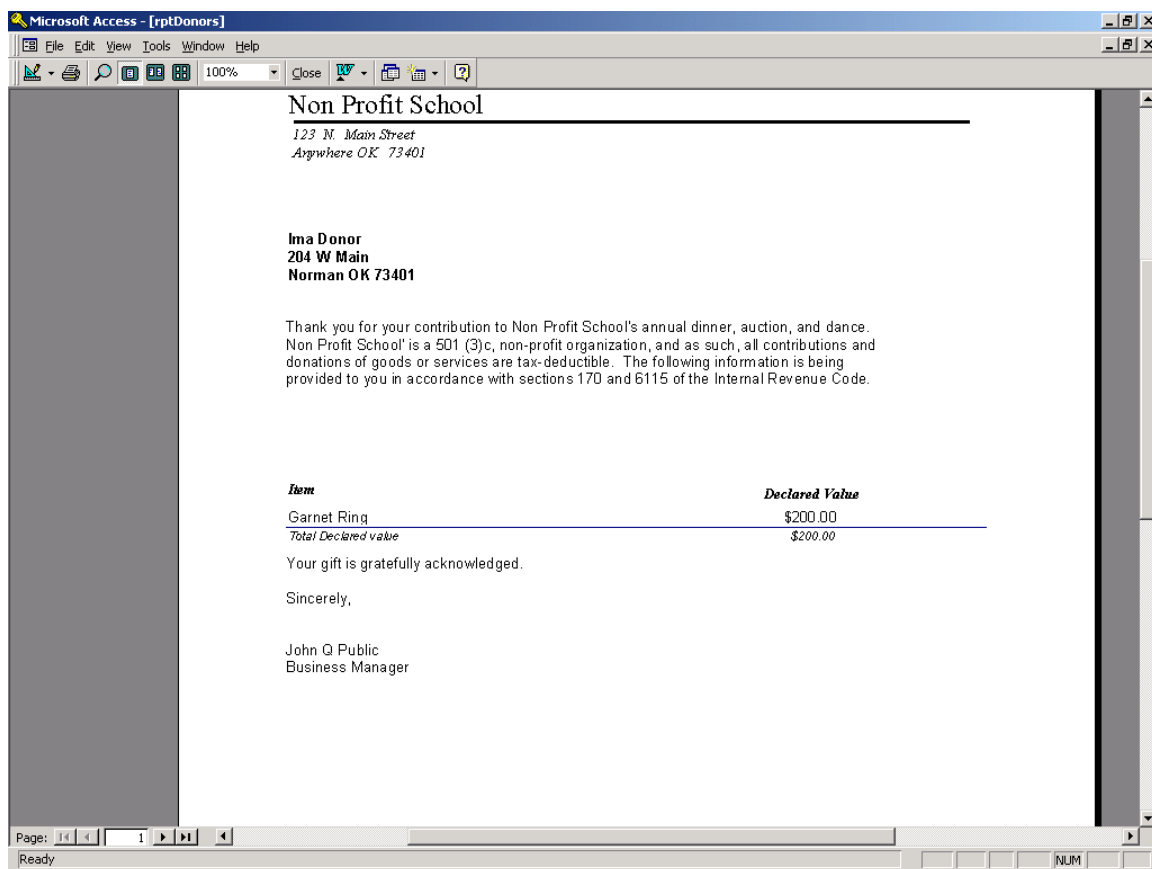 Microsoft Access - [rptDonors]
File Edit View Tools Window Help
100% Close
Non Profit School
123 N. Main Street
Anywhere OK 73401
Ima Donor
204 W Main
Norman OK 73401
Thank you for your contribution to Non Profit School's annual dinner, auction, and dance.
Non Profit School' is a 501 (3)c, non-profit organization, and as such, all contributions and
donations of goods or services are tax-deductible. The following information is being
provided to you in accordance with sections 170 and 6115 of the Internal Revenue Code.
Item Declared Value
Garnet Ring $200.00
Total Declared value $200.00
Your gift is gratefully acknowledged.
Sincerely,
John Q Public
Business Manager
Page: 1
Ready NUM